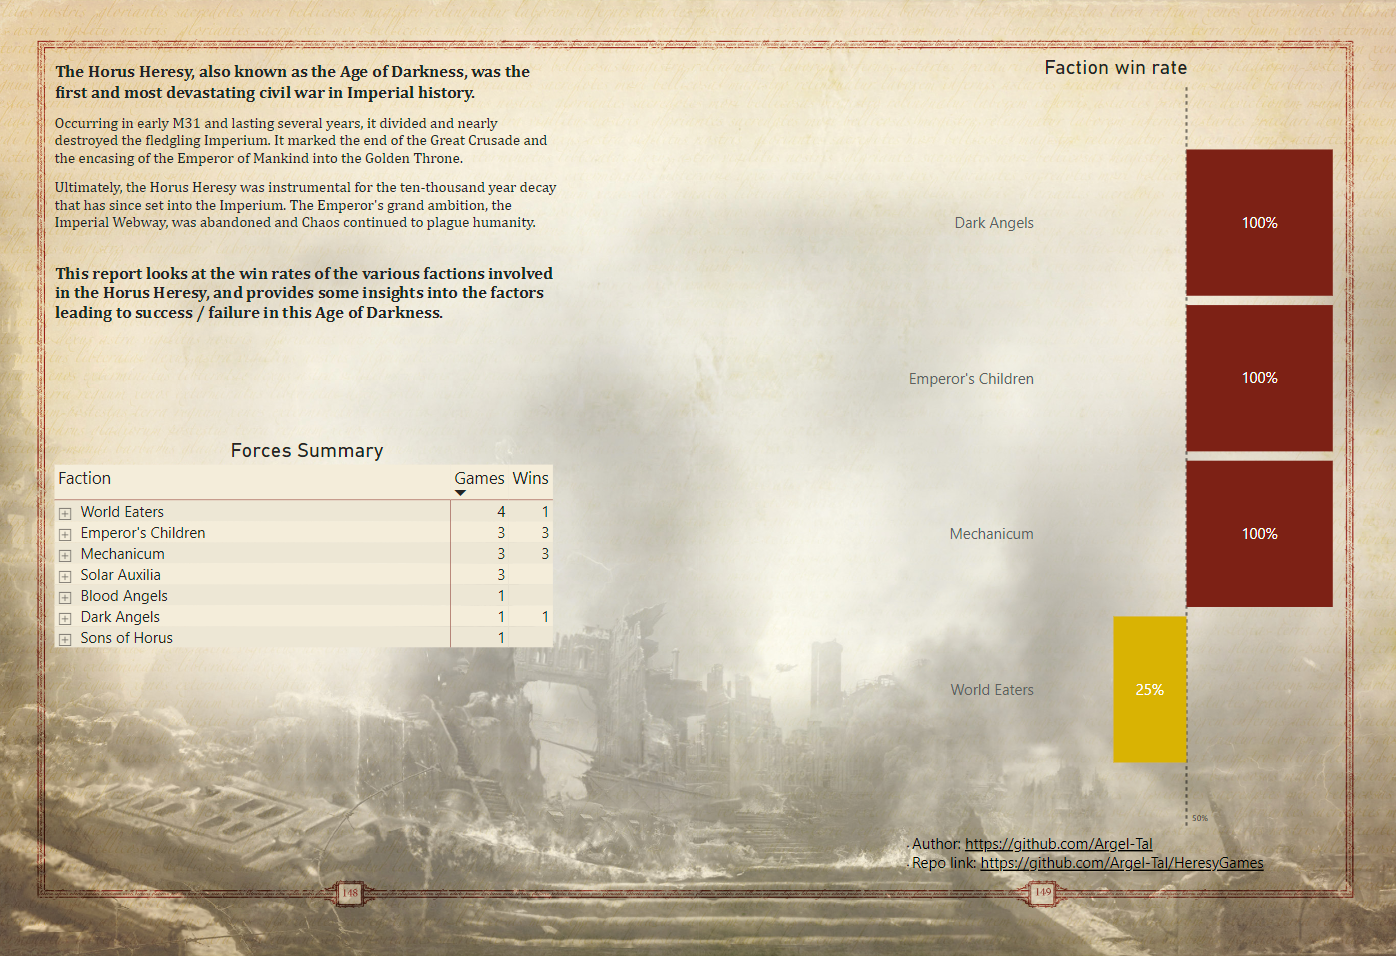 The Horus Heresy, also known as the Age of Darkness, was the
first and most devastating civil war in Imperial history.
Occurring in early M31 and lasting several years, it divided and nearly
destroyed the fledgling Imperium. It marked the end of the Great Crusade and
the encasing of the Emperor of Mankind into the Golden Throne.
Ultimately, the Horus Heresy was instrumental for the ten-thousand year decay
that has since set into the Imperium. The Emperor's grand ambition, the
Imperial Webway, was abandoned and Chaos continued to plague humanity.
This report looks at the win rates of the various factions involved
in the Horus Heresy, and provides some insights into the factors
leading to success / failure in this Age of Darkness.
Forces Summary
Faction Games Wins
World Eaters 4 1
Emperor's Children 3 3
Mechanicum 3 3
Solar Auxilia 3
Blood Angels 1
Dark Angels 1 1
Sons of Horus 1
148
Faction win rate
Dark Angels 100%
Emperor's Children 100%
Mechanicum 100%
World Eaters 25%
50%
· Author: https://github.com/Argel-Tal
· Repo link: https://github.com/Argel-Tal/HeresyGames
149